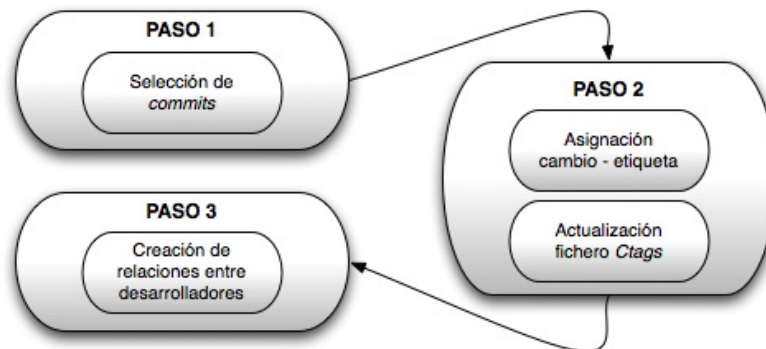 PASO 1
Selección de
commits
PASO 2
Asignación
cambio - etiqueta
Actualización
fichero Ctags
PASO 3
Creación de
relaciones entre
desarrolladores